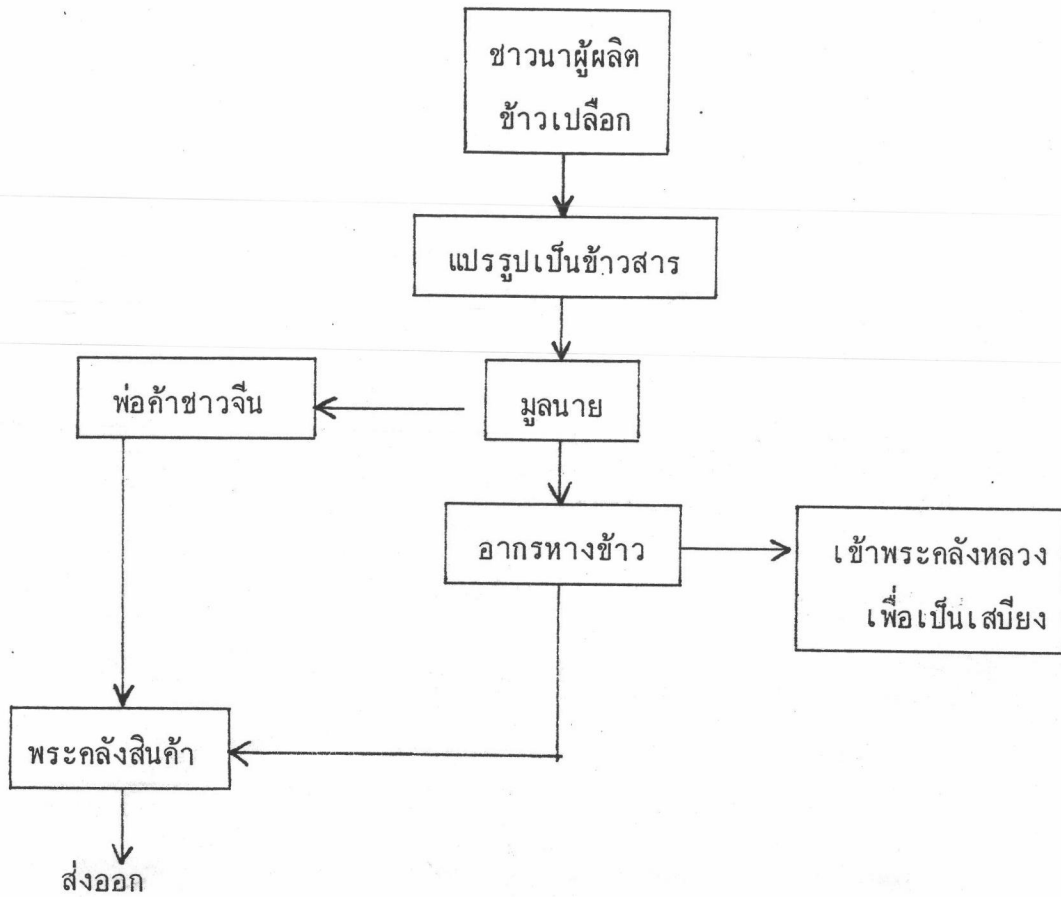 ชาวนาผู้ผลิต
ข้าวเปลือก
แปรรูปเป็นข้าวสาร
พ่อค้าชาวจีน
มูลนาย
อากรหางข้าว
เข้าพระคลังหลวง
เพื่อเป็นเสบียง
พระคลังสินค้า
ส่งออก